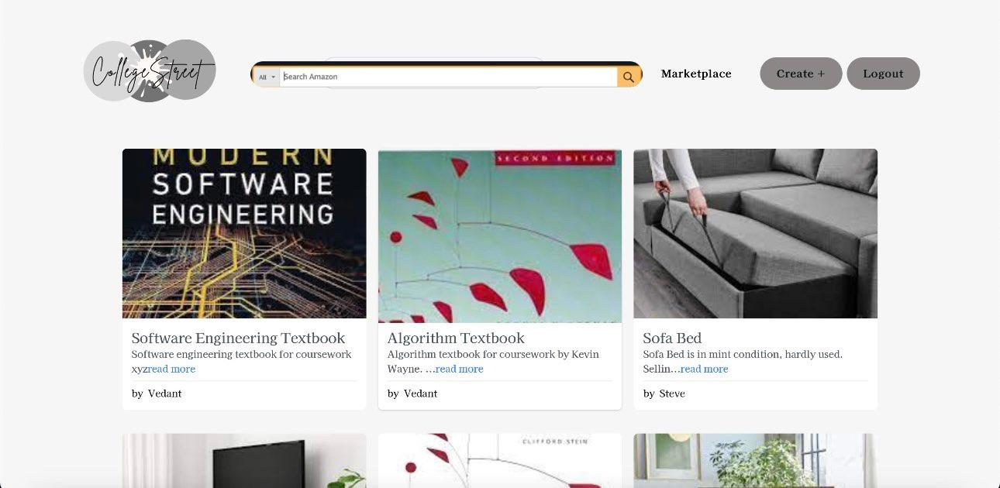 College Street
All
Search Amazon
Marketplace
Create +
Logout
MODERN
SOFTWARE
ENGINEERING
SECOND EDITION
Software Engineering Textbook
Software engineering textbook for coursework
xyzread more
by Vedant
Algorithm Textbook
Algorithm textbook for coursework by Kevin
Wayne. ...read more
by Vedant
Sofa Bed
Sofa Bed is in mint condition, hardly used.
Sellin...read more
by Steve
CLIFFORD STEIN